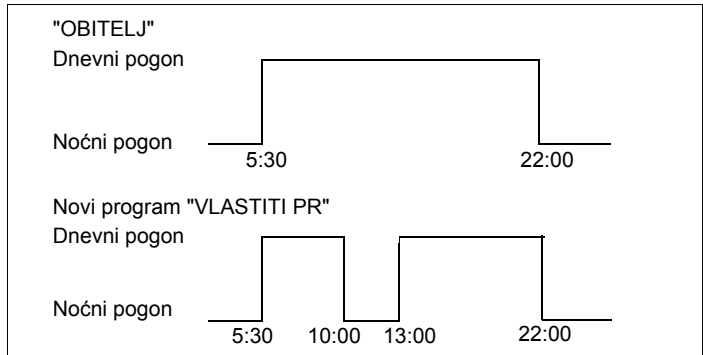 "OBITELJ"
Dnevni pogon
Noćni pogon
5:30 22:00
Novi program "VLASTITI PR"
Dnevni pogon
Noćni pogon
5:30 10:00 13:00 22:00